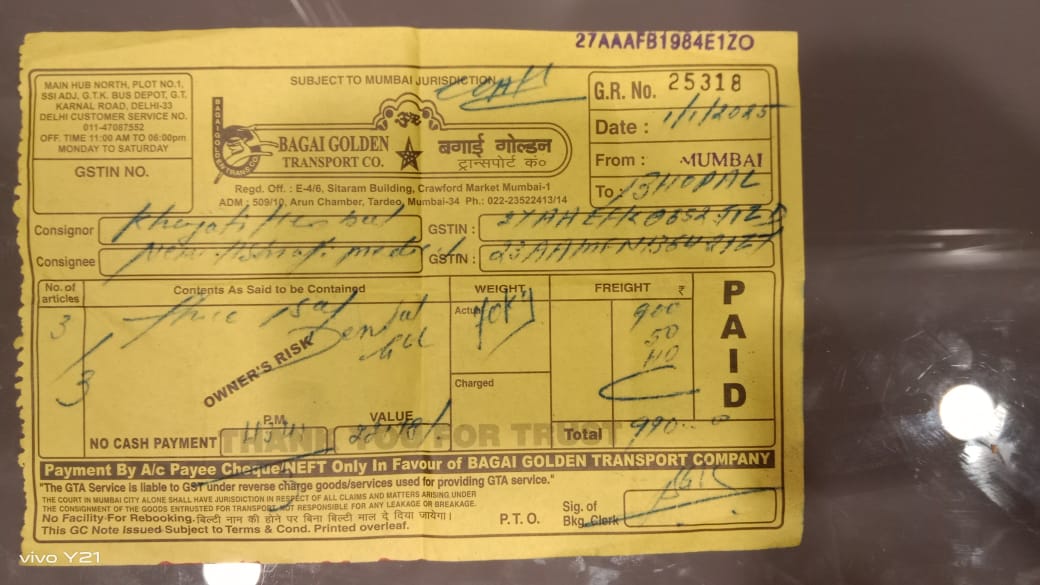 27AAAFB1984E1ZO
MAIN HUB NORTH, PLOT NO.1,
SSI ADJ, G.T.K. BUS DEPOT, G.T.
KARNAL ROAD, DELHI-33
DELHI CUSTOMER SERVICE NO.
011-47087552
OFF. TIME 11:00 AM TO 06:00pm
MONDAY TO SATURDAY
GSTIN NO.
SUBJECT TO MUMBAI JURISDICTION
BAGAI GOLDEN TRANS. CO.
BAGAI GOLDEN
TRANSPORT CO.
बगाई गोल्डन
ट्रान्सपोर्ट कं०
Regd. Off. : E-4/6, Sitaram Building, Crawford Market Mumbai-1
ADM : 509/10, Arun Chamber, Tardeo, Mumbai-34 Ph.: 022-23522413/14
G.R. No. 25318
Date : 1/1/2025
From : MUMBAI
To : BHOPAL
Consignor
GSTIN :
Consignee
GSTIN :
No. of articles
Contents As Said to be Contained
WEIGHT
FREIGHT ₹
PAID
3
Actual
900
50
40
3
OWNER'S RISK
Charged
P.M.
VALUE
NO CASH PAYMENT
THANK YOU FOR TRUST
Total 990
Payment By A/c Payee Cheque/NEFT Only In Favour of BAGAI GOLDEN TRANSPORT COMPANY
"The GTA Service is liable to GST under reverse charge goods/services used for providing GTA service."
THE COURT IN MUMBAI CITY ALONE SHALL HAVE JURISDICTION IN RESPECT OF ALL CLAIMS AND MATTERS ARISING UNDER
THE CONSIGNMENT OF THE GOODS ENTRUSTED FOR TRANSPORT. NOT RESPONSIBLE FOR ANY LEAKAGE OR BREAKAGE.
No Facility For Rebooking. बिल्टी नाम की होने पर बिना बिल्टी माल दे दिया जायेगा।
This GC Note Issued Subject to Terms & Cond. Printed overleaf.
P.T.O.
Sig. of
Bkg. Clerk
vivo Y21